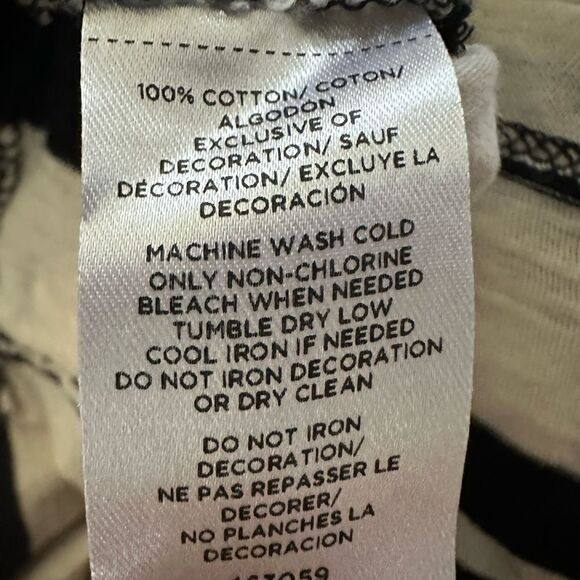 100% COTTON/ COTON/
ALGODÓN
EXCLUSIVE OF
DECORATION/ SAUF
DÉCORATION/ EXCLUYE LA
DECORACIÓN
MACHINE WASH COLD
ONLY NON-CHLORINE
BLEACH WHEN NEEDED
TUMBLE DRY LOW
COOL IRON IF NEEDED
DO NOT IRON DECORATION
OR DRY CLEAN
DO NOT IRON
DECORATION/
NE PAS REPASSER LE
DECORER/
NO PLANCHES LA
DECORACION